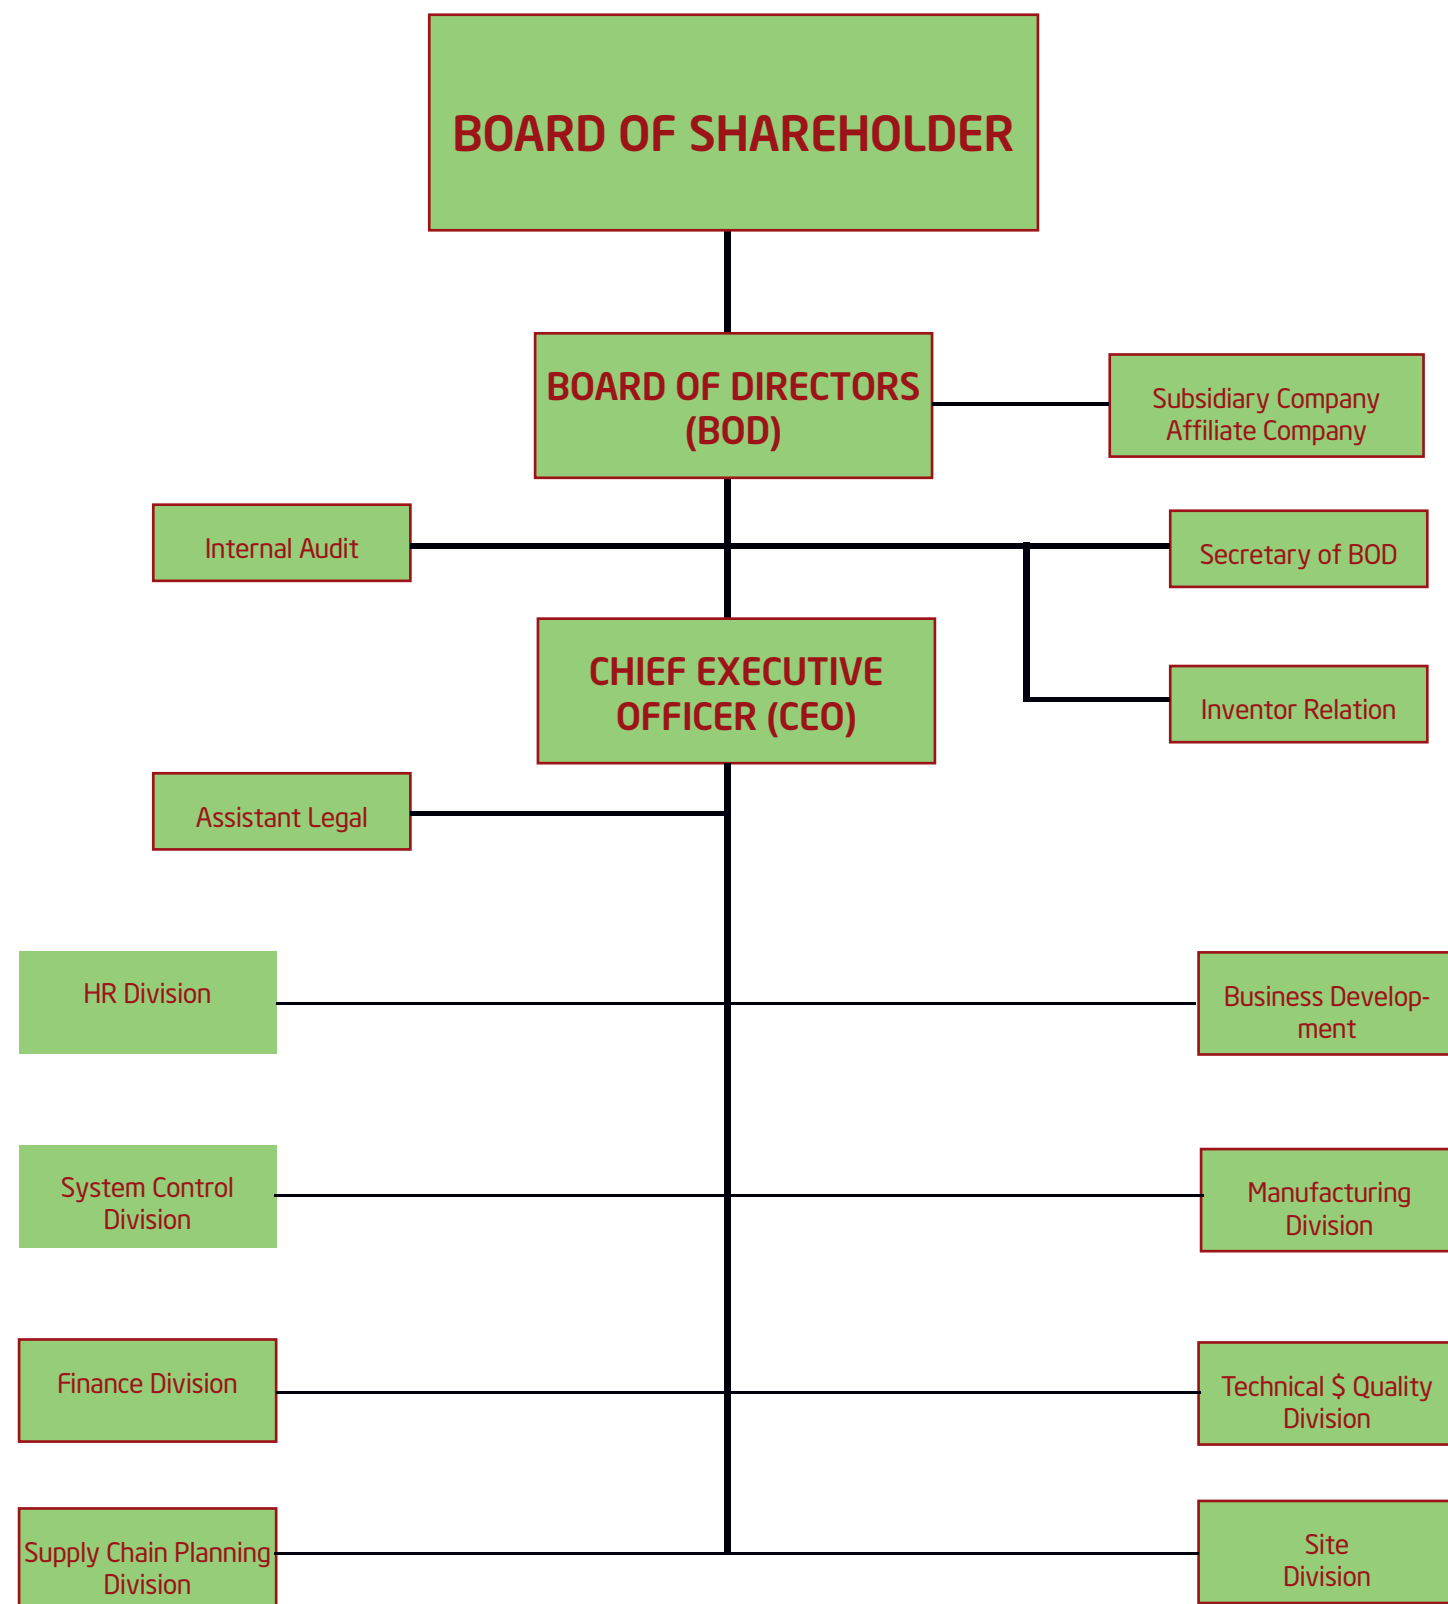 BOARD OF SHAREHOLDER
BOARD OF DIRECTORS
(BOD)
Subsidiary Company
Affiliate Company
Internal Audit
Secretary of BOD
CHIEF EXECUTIVE
OFFICER (CEO)
Inventor Relation
Assistant Legal
HR Division
Business Develop-
ment
System Control
Division
Manufacturing
Division
Finance Division
Technical $ Quality
Division
Supply Chain Planning
Division
Site
Division